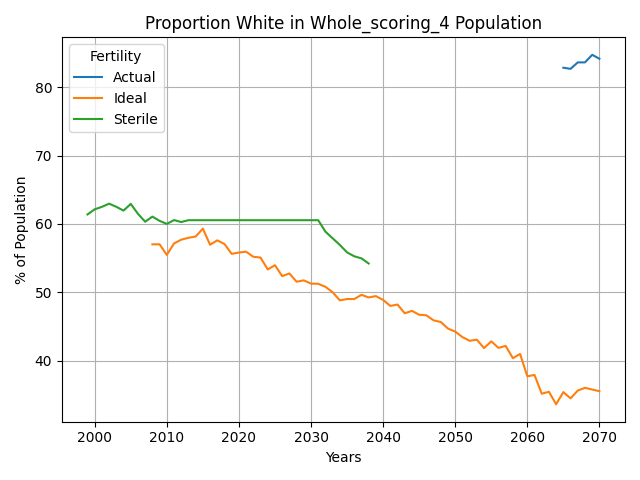 Proportion White in Whole_scoring_4 Population
Fertility
Actual
Ideal
Sterile
% of Population
80
70
60
50
40
2000 2010 2020 2030 2040 2050 2060 2070
Years